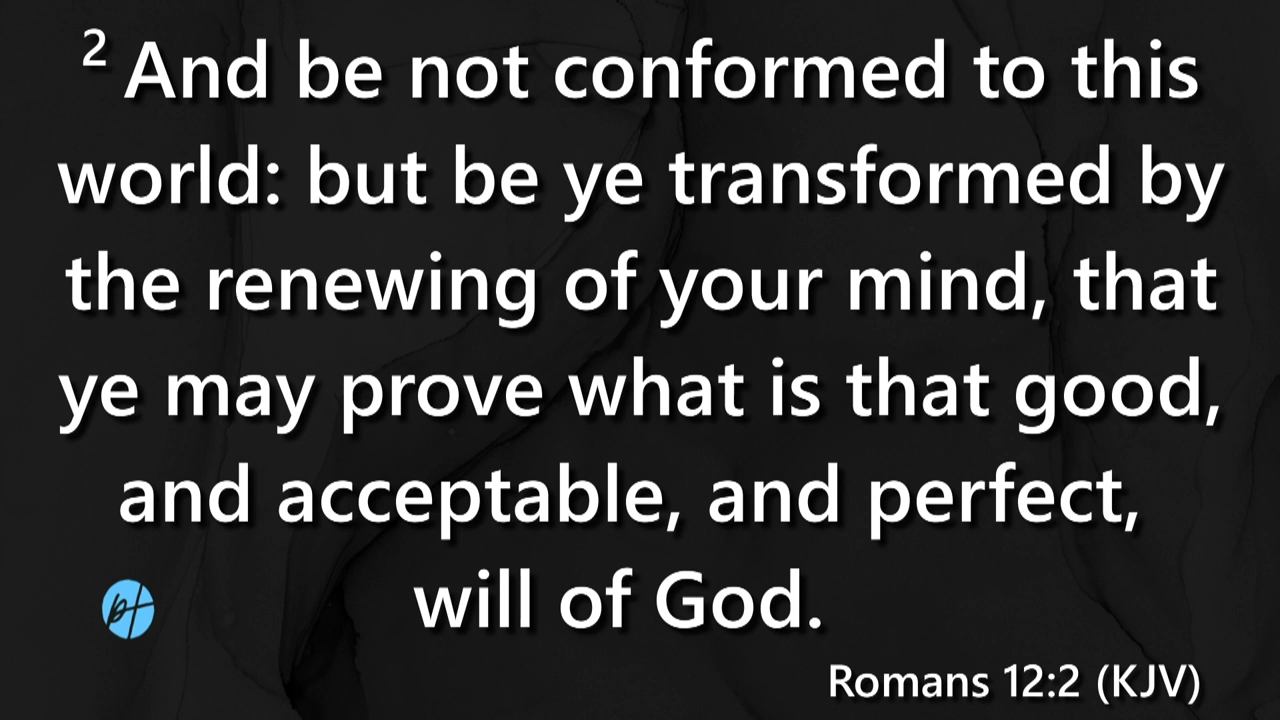 2 And be not conformed to this
world: but be ye transformed by
the renewing of your mind, that
ye may prove what is that good,
and acceptable, and perfect,
will of God.
Romans 12:2 (KJV)